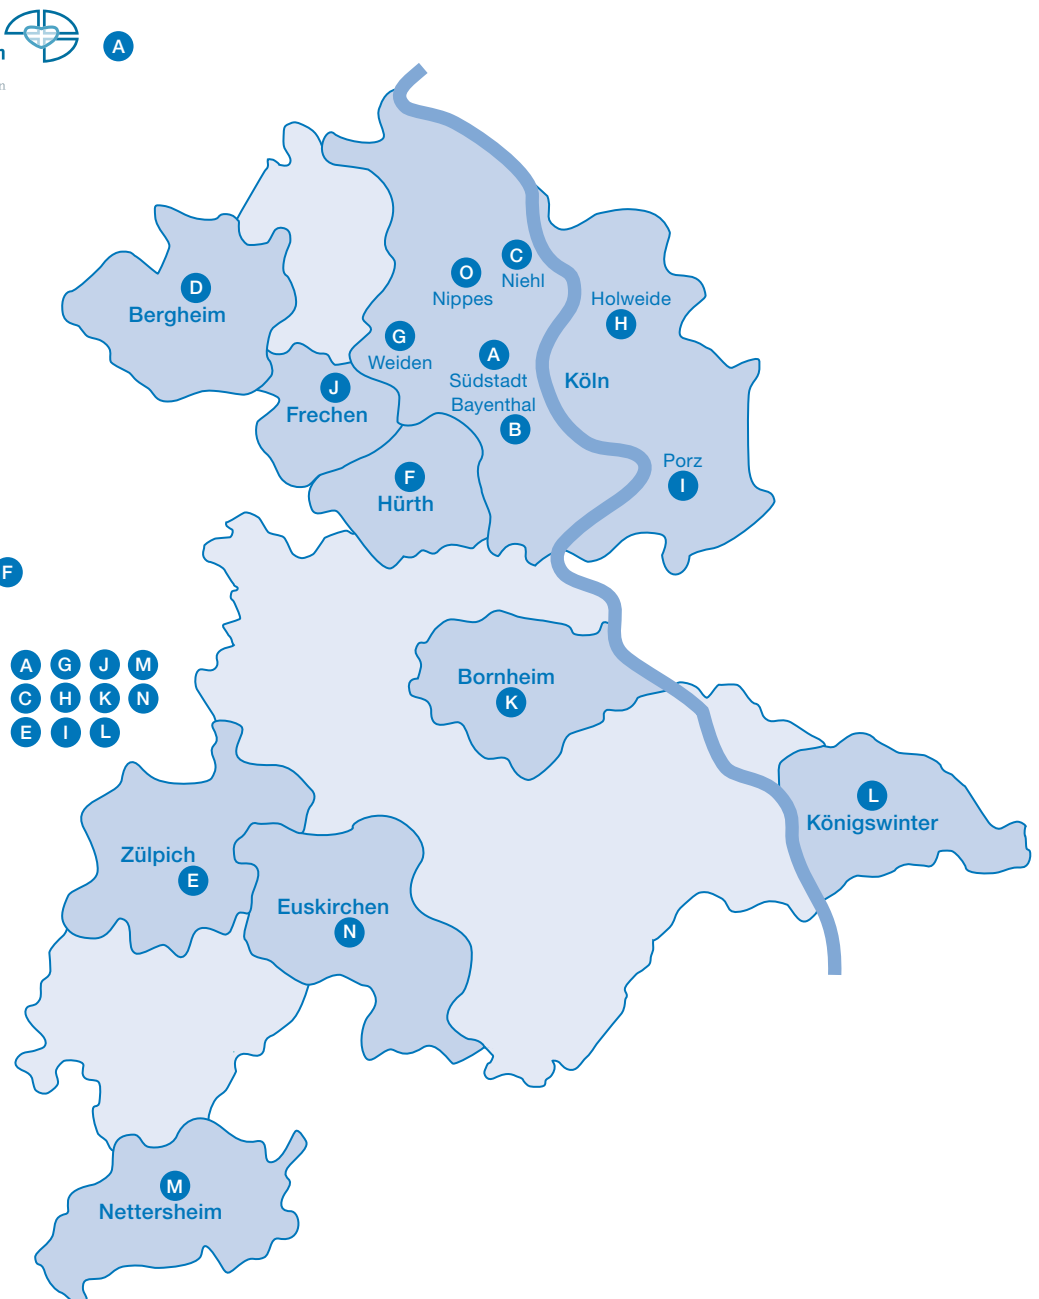 A
n
n
D
Bergheim
C
Niehl
O
Nippes
Holweide
H
G
Weiden
A
Südstadt
Bayenthal
B
Köln
J
Frechen
Porz
I
F
Hürth
F
A G J M
C H K N
E I L
Bornheim
K
L
Königswinter
Zülpich
E
Euskirchen
N
M
Nettersheim